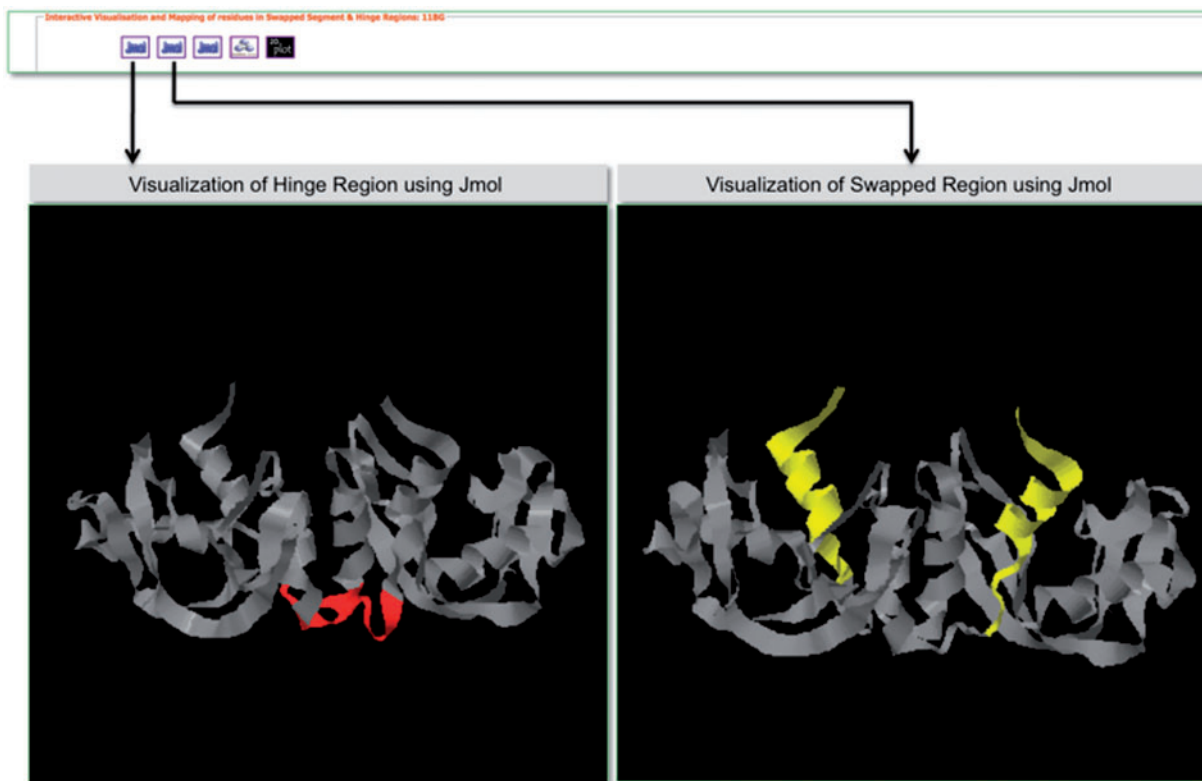 Interactive Visualisation and Mapping of residues in Swapped Segment & Hinge Regions: 11BG
Jmol Jmol Jmol 2D plot
Visualization of Hinge Region using Jmol
Visualization of Swapped Region using Jmol